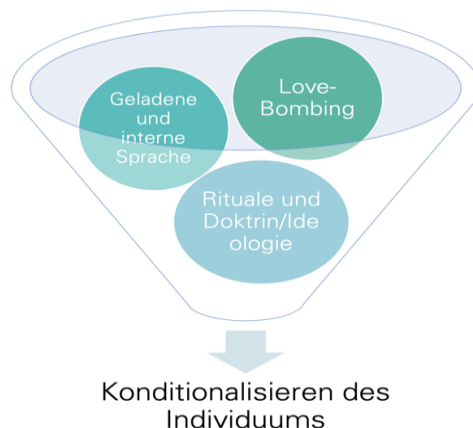 Geladene
und
interne
Sprache
Love-
Bombing
Rituale und
Doktrin/Ide
ologie
Konditionalisieren des
Individuums